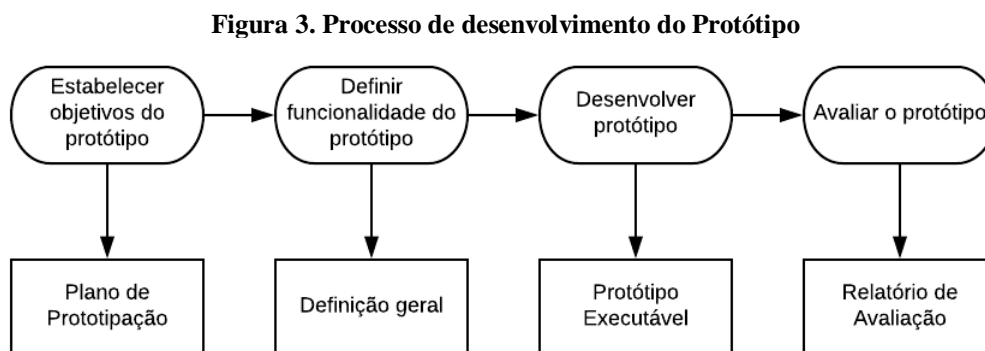 Figura 3. Processo de desenvolvimento do Protótipo
Estabelecer
objetivos do
protótipo
Definir
funcionalidade do
protótipo
Desenvolver
protótipo
Avaliar o protótipo
Plano de
Prototipação
Definição geral
Protótipo
Executável
Relatório de
Avaliação